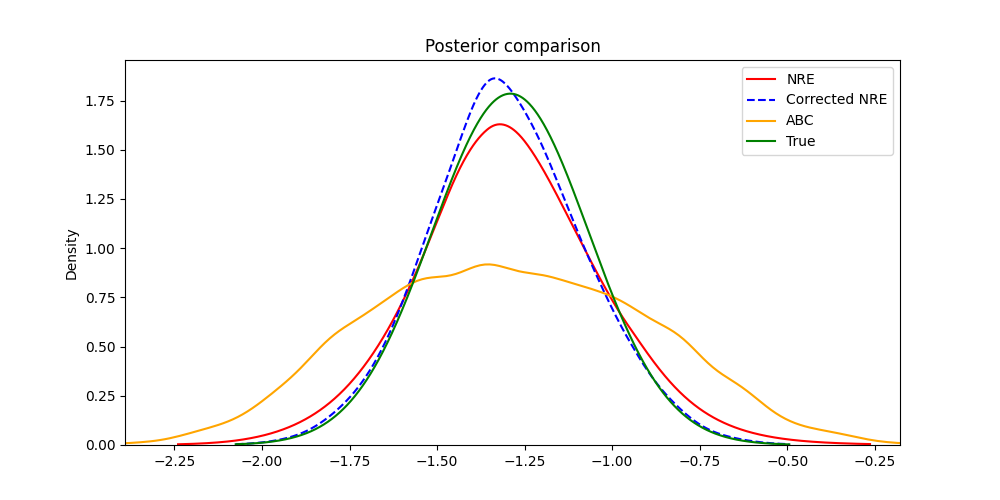 Posterior comparison
NRE
Corrected NRE
ABC
True
Density
1.75
1.50
1.25
1.00
0.75
0.50
0.25
0.00
−2.25 −2.00 −1.75 −1.50 −1.25 −1.00 −0.75 −0.50 −0.25